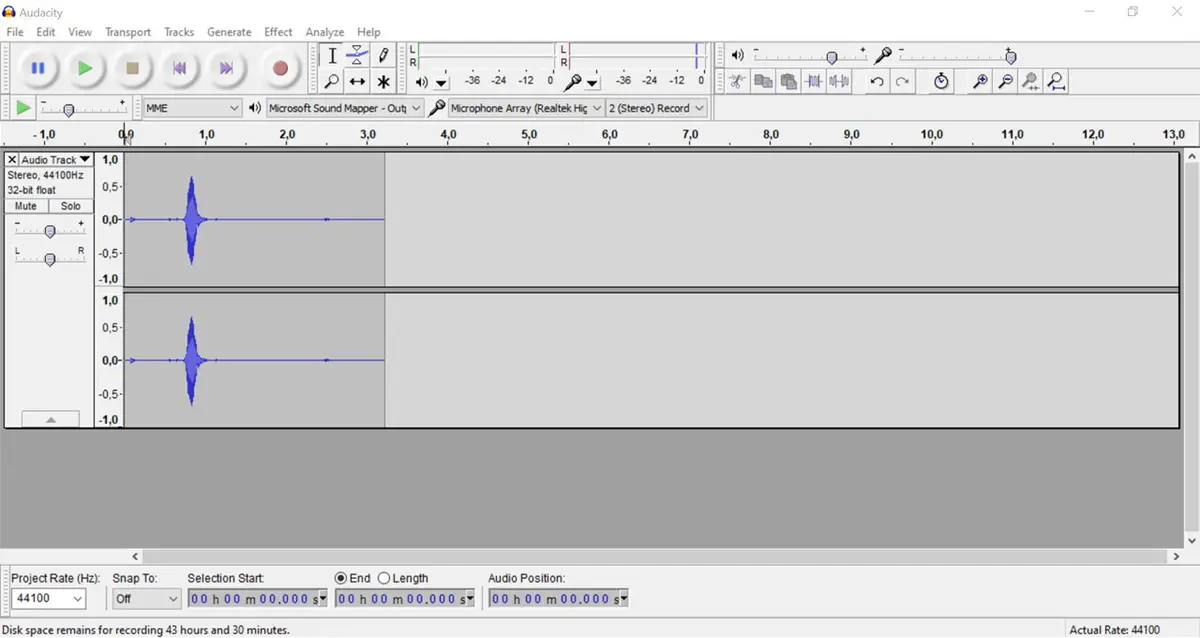 Audacity
File Edit View Transport Tracks Generate Effect Analyze Help
L
R
-36 -24 -12 0
L
R
-36 -24 -12 0
- +
- +
- +
MME
Microsoft Sound Mapper - Out
Microphone Array (Realtek Hig
2 (Stereo) Record
-1,0 0,0 1,0 2,0 3,0 4,0 5,0 6,0 7,0 8,0 9,0 10,0 11,0 12,0 13,0
X Audio Track
Stereo, 44100Hz
32-bit float
Mute Solo
- +
L R
1,0
0,5-
0,0-
-0,5-
-1,0
1,0
0,5-
0,0-
-0,5-
-1,0
Project Rate (Hz): Snap To: Selection Start: End Length Audio Position:
44100 Off 00 h 00 m 00.000 s 00 h 00 m 00.000 s 00 h 00 m 00.000 s
Disk space remains for recording 43 hours and 30 minutes. Actual Rate: 44100